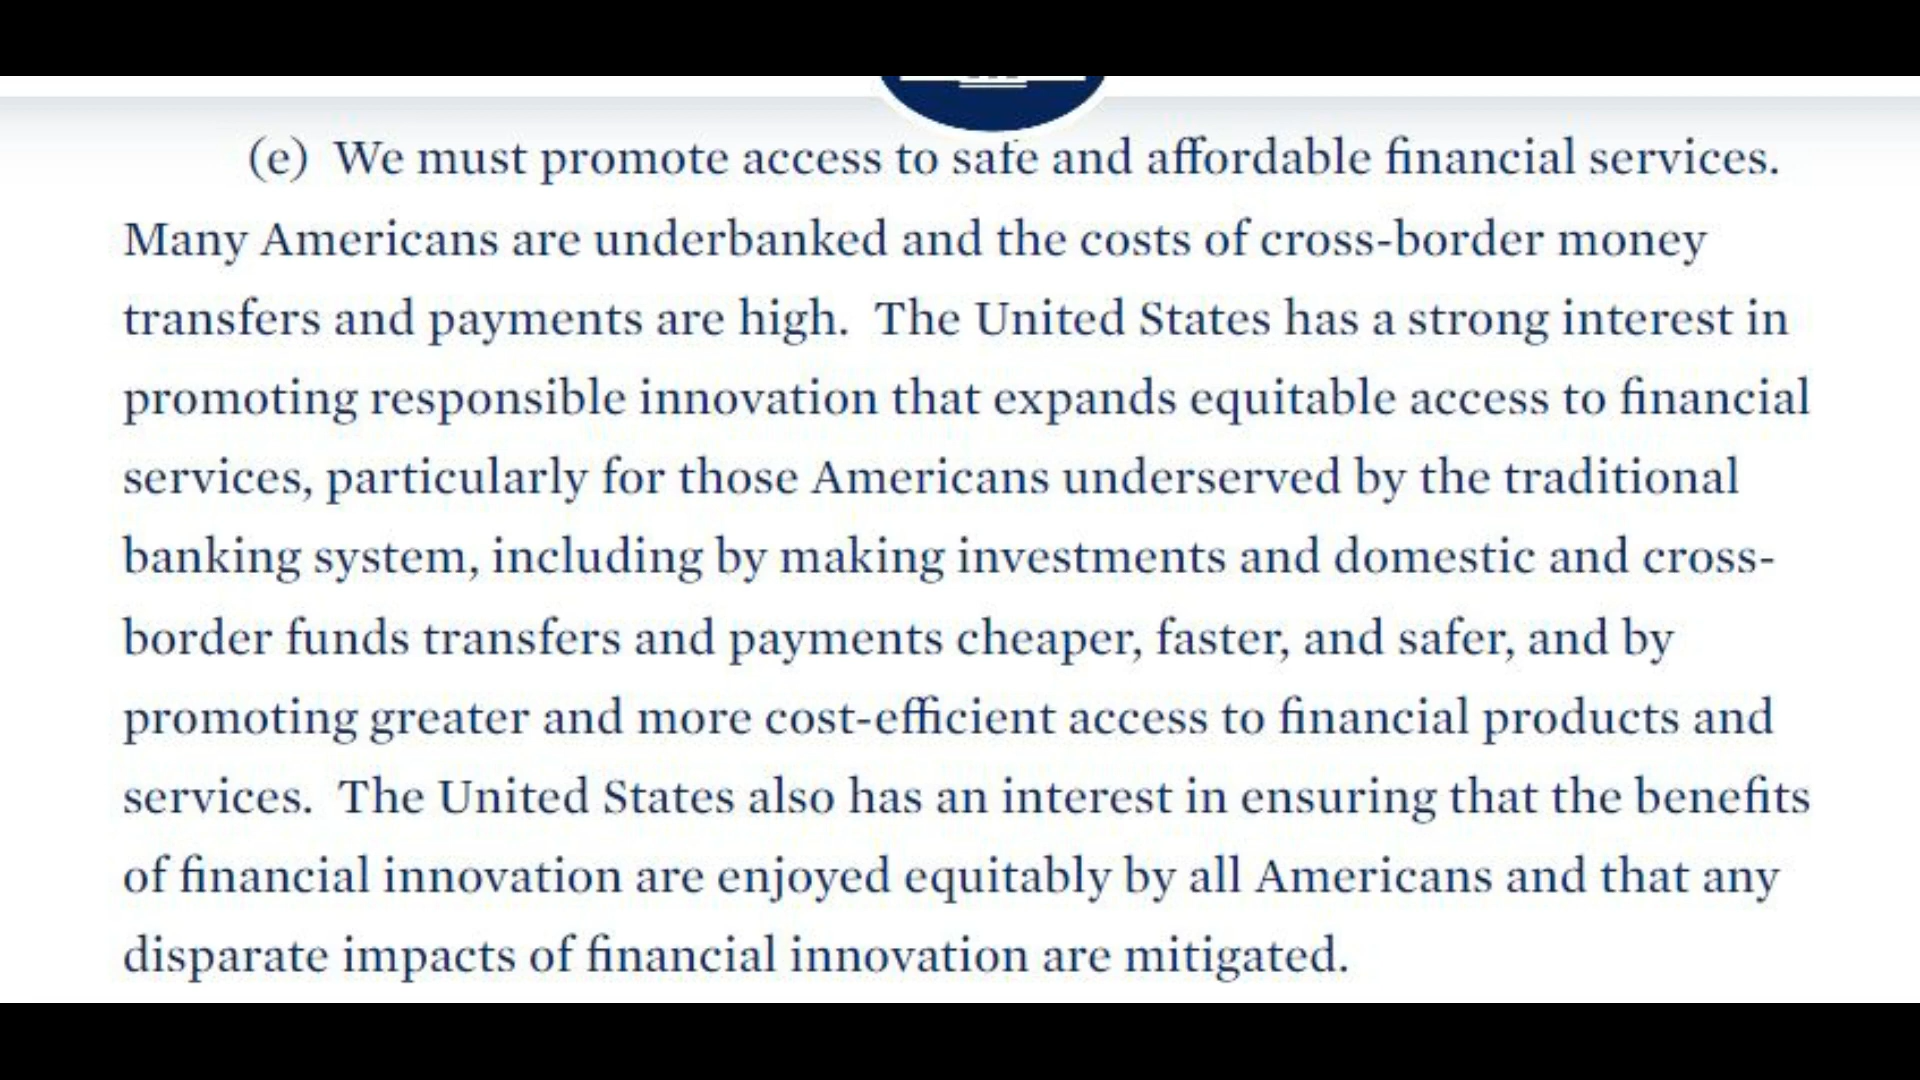 (e)  We must promote access to safe and affordable financial services.
Many Americans are underbanked and the costs of cross-border money
transfers and payments are high.  The United States has a strong interest in
promoting responsible innovation that expands equitable access to financial
services, particularly for those Americans underserved by the traditional
banking system, including by making investments and domestic and cross-
border funds transfers and payments cheaper, faster, and safer, and by
promoting greater and more cost-efficient access to financial products and
services.  The United States also has an interest in ensuring that the benefits
of financial innovation are enjoyed equitably by all Americans and that any
disparate impacts of financial innovation are mitigated.